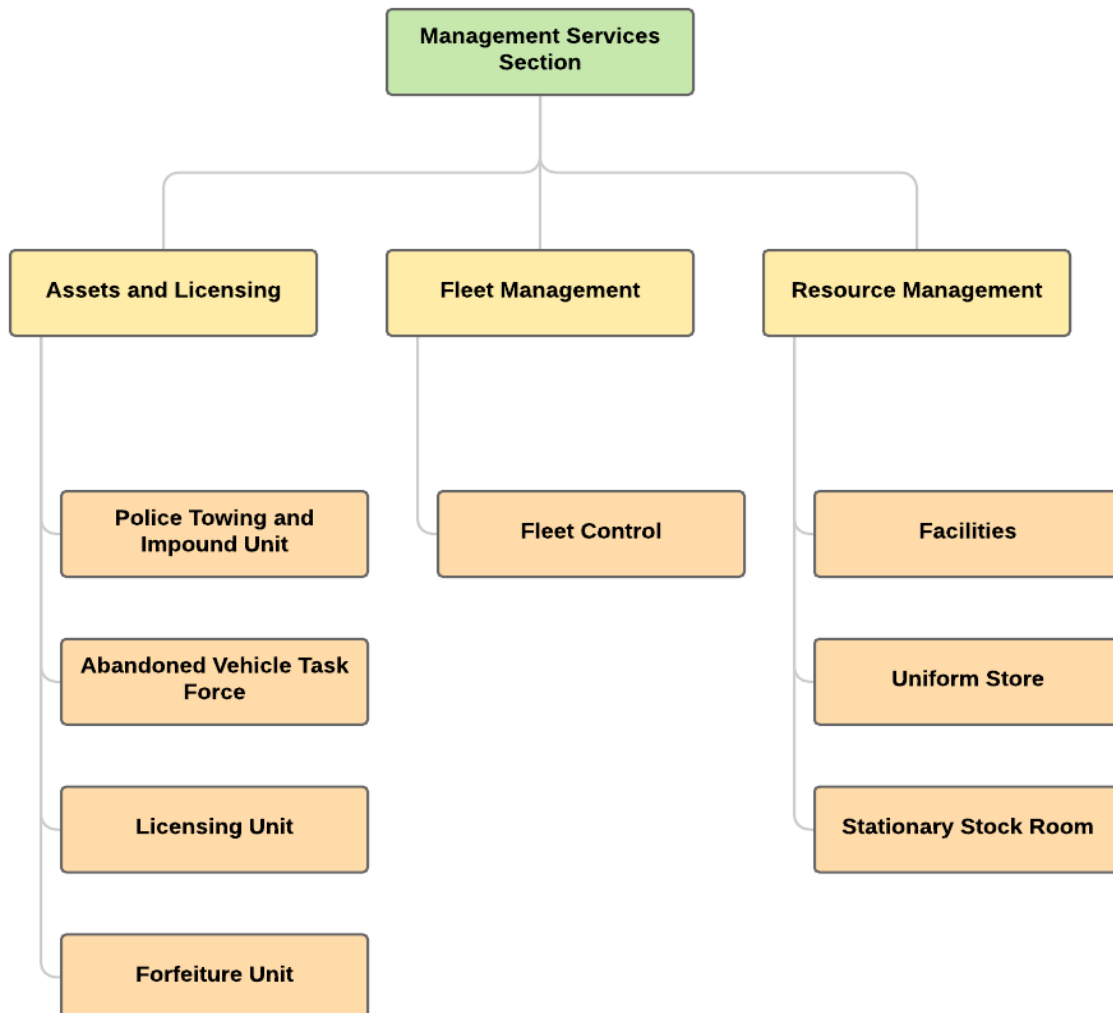 Management Services
Section
Assets and Licensing
Fleet Management
Resource Management
Police Towing and
Impound Unit
Fleet Control
Facilities
Abandoned Vehicle Task
Force
Uniform Store
Licensing Unit
Stationary Stock Room
Forfeiture Unit